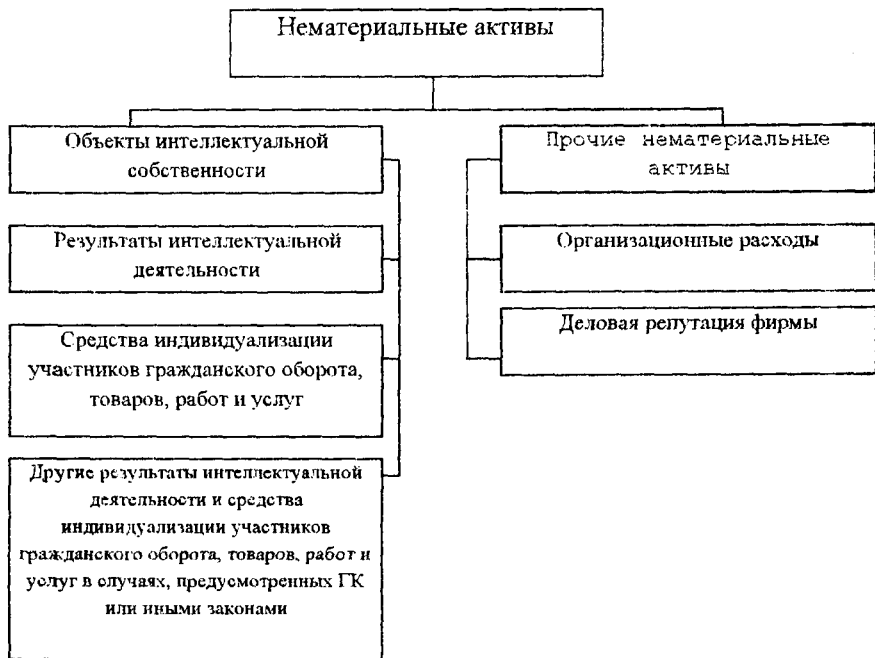 Нематериальные активы
Объекты интеллектуальной
собственности
Результаты интеллектуальной
деятельности
Средства индивидуализации
участников гражданского оборота,
товаров, работ и услуг
Другие результаты интеллектуальной
деятельности и средства
индивидуализации участников
гражданского оборота, товаров, работ и
услуг в случаях, предусмотренных ГК
или иными законами
Прочие нематериальные
активы
Организационные расходы
Деловая репутация фирмы